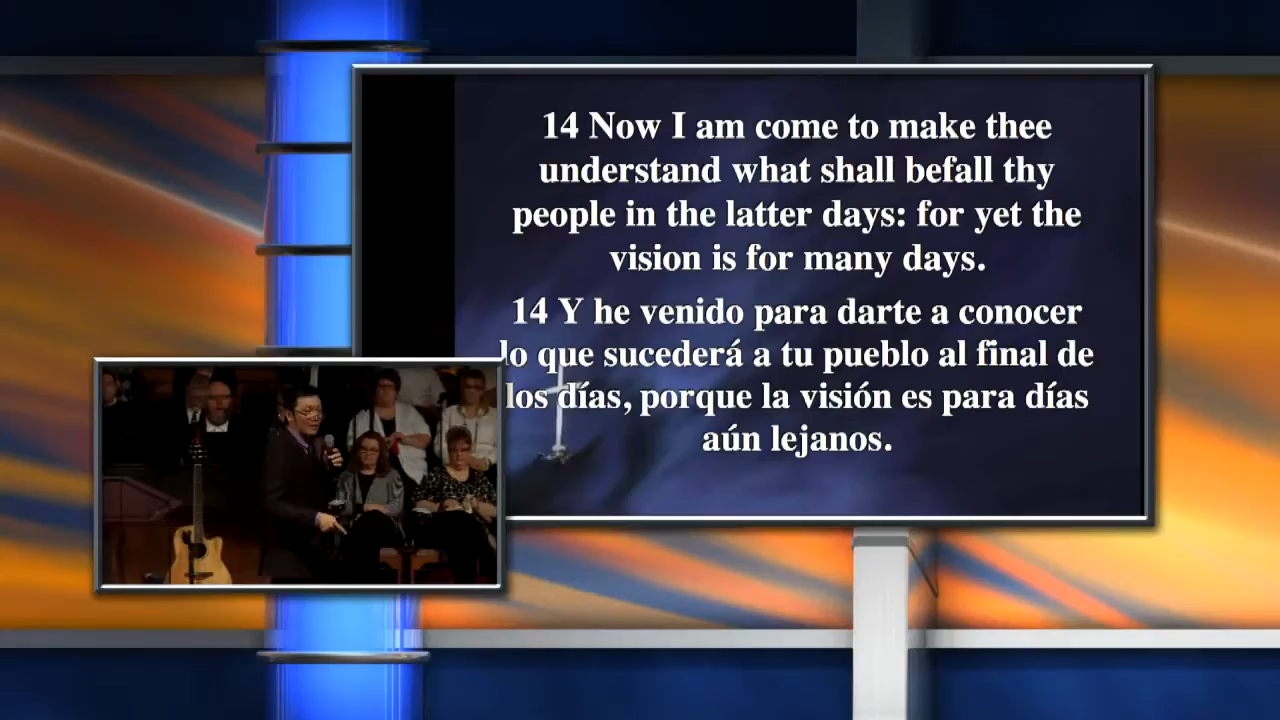 14 Now I am come to make thee
understand what shall befall thy
people in the latter days: for yet the
vision is for many days.
14 Y he venido para darte a conocer
lo que sucederá a tu pueblo al final de
los días, porque la visión es para días
aún lejanos.